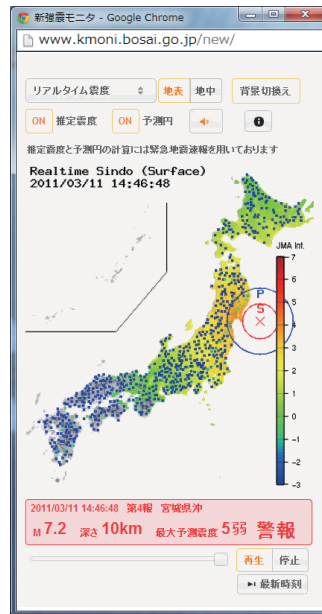 新強震モニタ - Google Chrome
www.kmoni.bosai.go.jp/new/
リアルタイム震度 地表 地中 背景切換え
ON 推定震度 ON 予測円
推定震度と予測円の計算には緊急地震速報を用いております
Realtime Sindo (Surface)
2011/03/11 14:46:48
JMA Int.
7
6
5
4
3
2
1
0
-1
-2
-3
P
S
2011/03/11 14:46:48 第4報 宮城県沖
M 7.2 深さ 10km 最大予測震度 5弱 警報
再生 停止
最新時刻